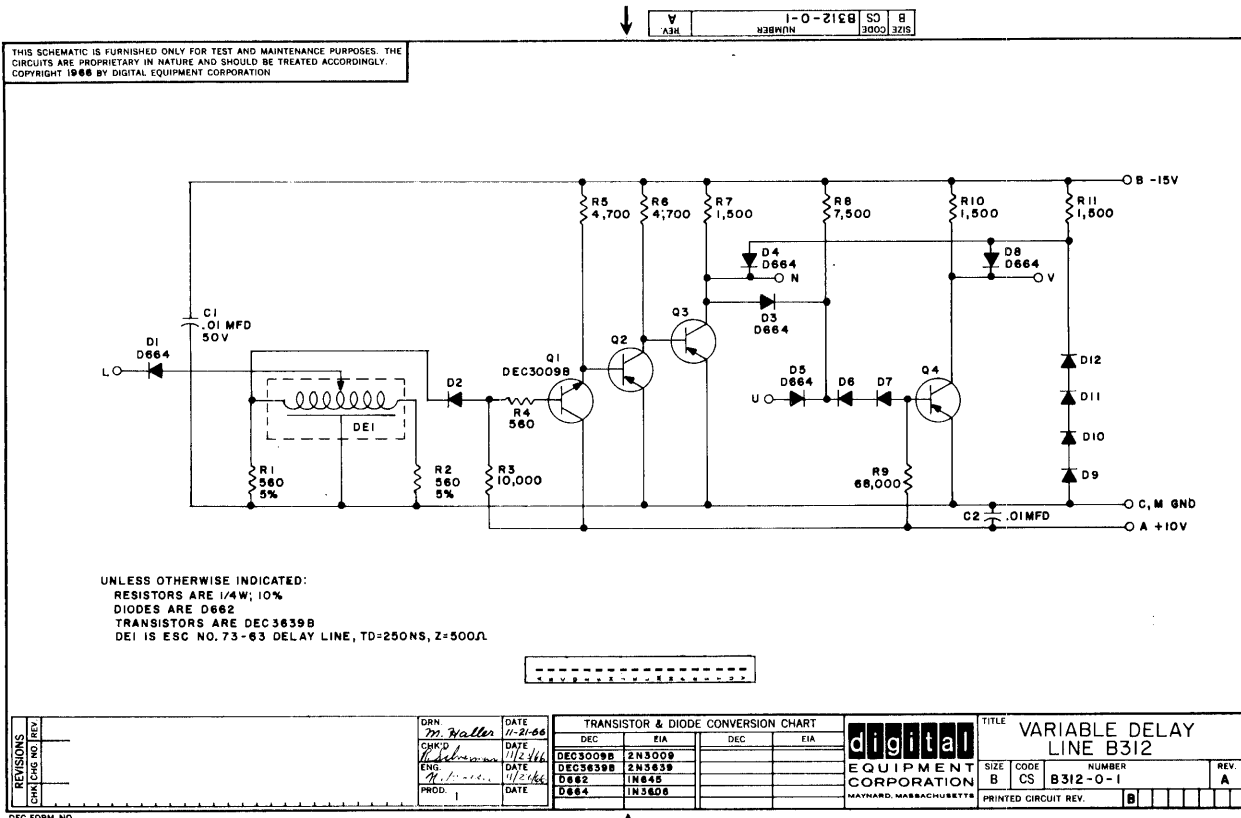 SIZE B CODE CS NUMBER B312-0-1 REV. A
THIS SCHEMATIC IS FURNISHED ONLY FOR TEST AND MAINTENANCE PURPOSES. THE
CIRCUITS ARE PROPRIETARY IN NATURE AND SHOULD BE TREATED ACCORDINGLY.
COPYRIGHT 1966 BY DIGITAL EQUIPMENT CORPORATION
B -15V
R5
4,700
R6
4,700
R7
1,500
R8
7,500
R10
1,500
R11
1,500
D4
D664
N
D8
D664
V
C1
.01 MFD
50V
D1
D664
L
Q3
D3
D664
Q2
Q1
DEC3009B
D2
R4
560
DE1
D5
D664
U
D6
D7
Q4
D12
D11
D10
D9
R1
560
5%
R2
560
5%
R3
10,000
R9
68,000
C2
.01MFD
C, M GND
A +10V
UNLESS OTHERWISE INDICATED:
RESISTORS ARE 1/4W; 10%
DIODES ARE D662
TRANSISTORS ARE DEC3639B
DE1 IS ESC NO. 73-63 DELAY LINE, TD=250NS, Z=500Ω
REVISIONS
CHK CHG NO. REV.
DRN. M. Haller DATE 11-21-66
CHK'D DATE
ENG. DATE
PROD. DATE
TRANSISTOR & DIODE CONVERSION CHART
DEC EIA DEC EIA
DEC3009B 2N3009
DEC3639B 2N3639
D662 1N645
D664 1N3606
digital
EQUIPMENT
CORPORATION
MAYNARD, MASSACHUSETTS
TITLE VARIABLE DELAY
LINE B312
SIZE CODE NUMBER REV.
B CS B312-0-1 A
PRINTED CIRCUIT REV. B
DEC FORM NO